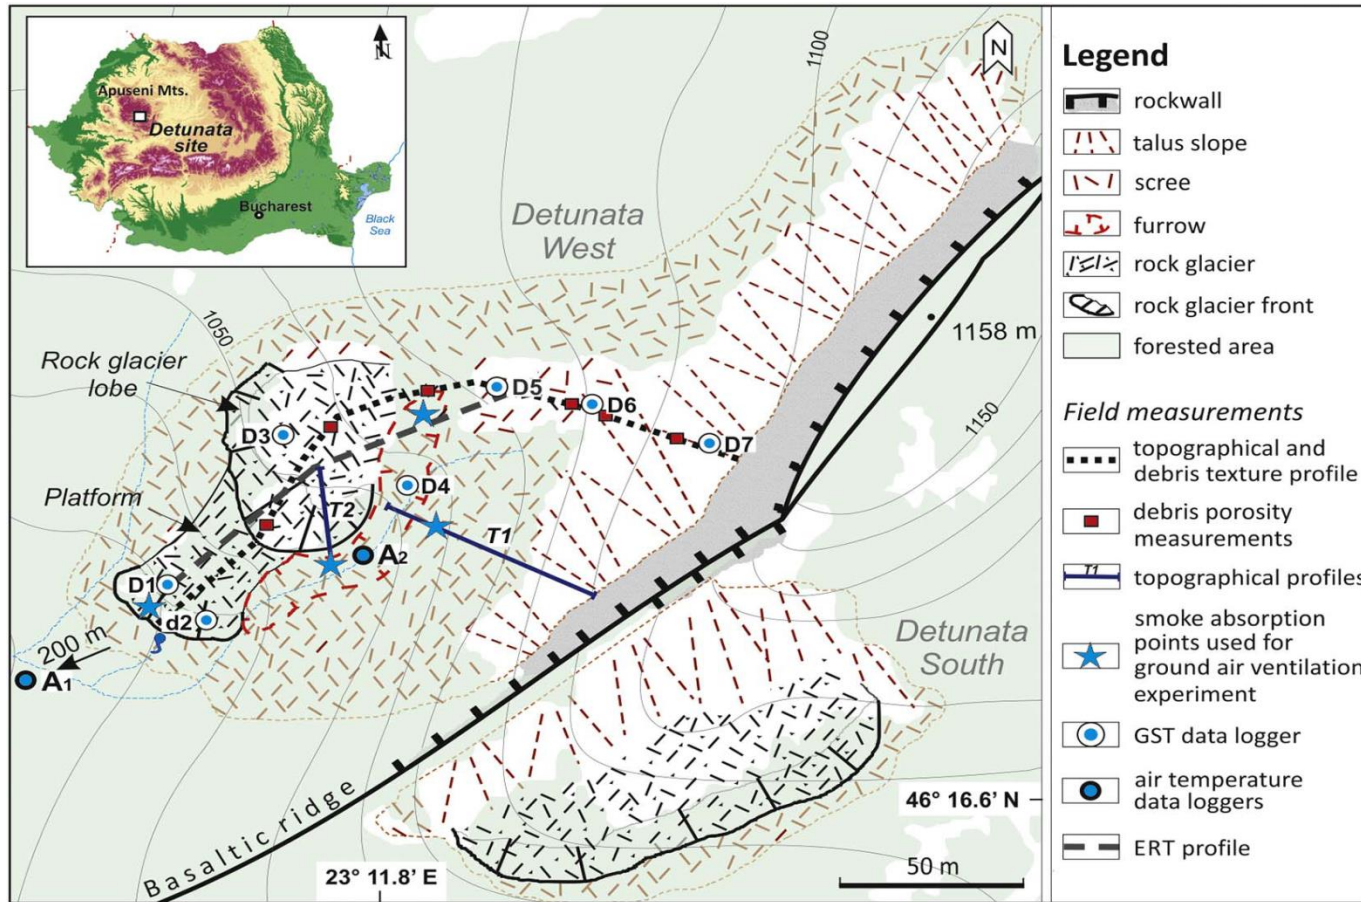 N
Apuseni Mts.
Detunata
site
Bucharest
Black
Sea
1100
N
Detunata
West
1050
Rock glacier
lobe
1158 m
1150
D5
D6
D7
D3
D4
Platform
T2
T1
A2
D1
d2
200 m
A1
Detunata
South
Basaltic ridge
46° 16.6’ N
23° 11.8’ E
50 m
Legend
rockwall
talus slope
scree
furrow
rock glacier
rock glacier front
forested area
Field measurements
topographical and
debris texture profile
debris porosity
measurements
T1
topographical profiles
smoke absorption
points used for
ground air ventilation
experiment
GST data logger
air temperature
data loggers
ERT profile